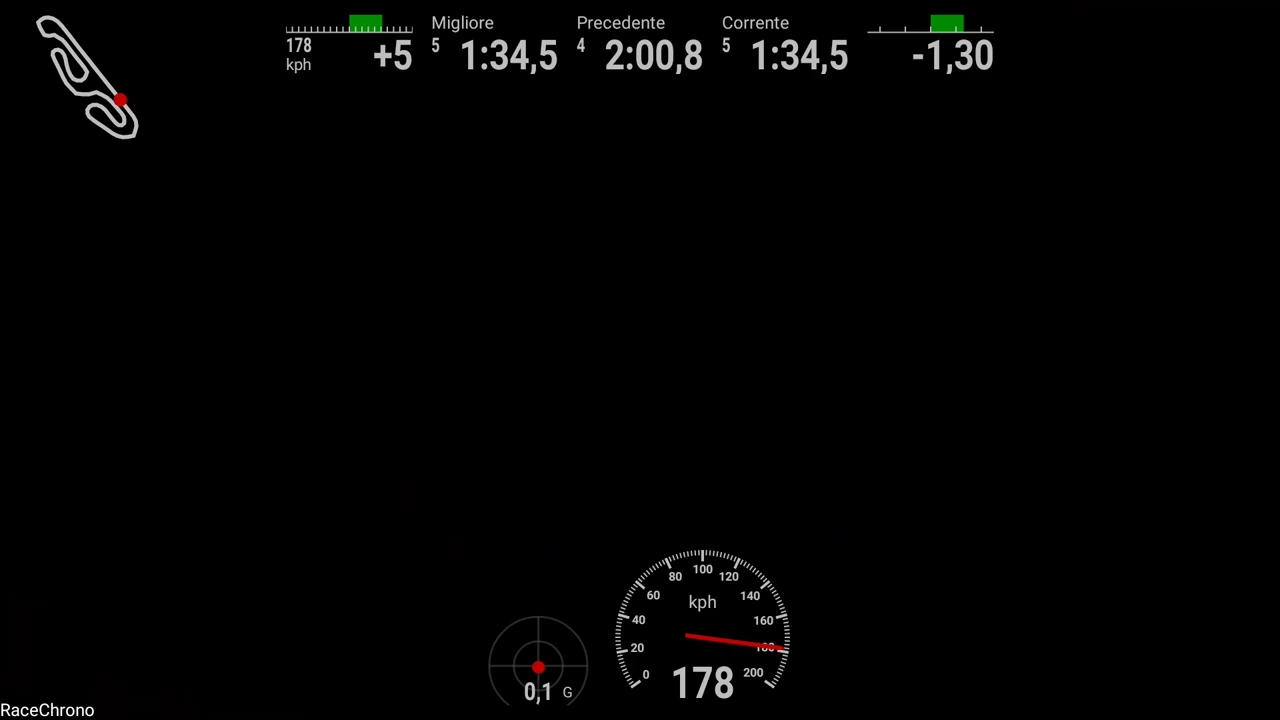 Migliore
Precedente
Corrente
178
kph
+5
5 1:34,5
4 2:00,8
5 1:34,5
-1,30
0
20
40
60
80
100
120
140
160
180
200
kph
178
0,1 G
RaceChrono